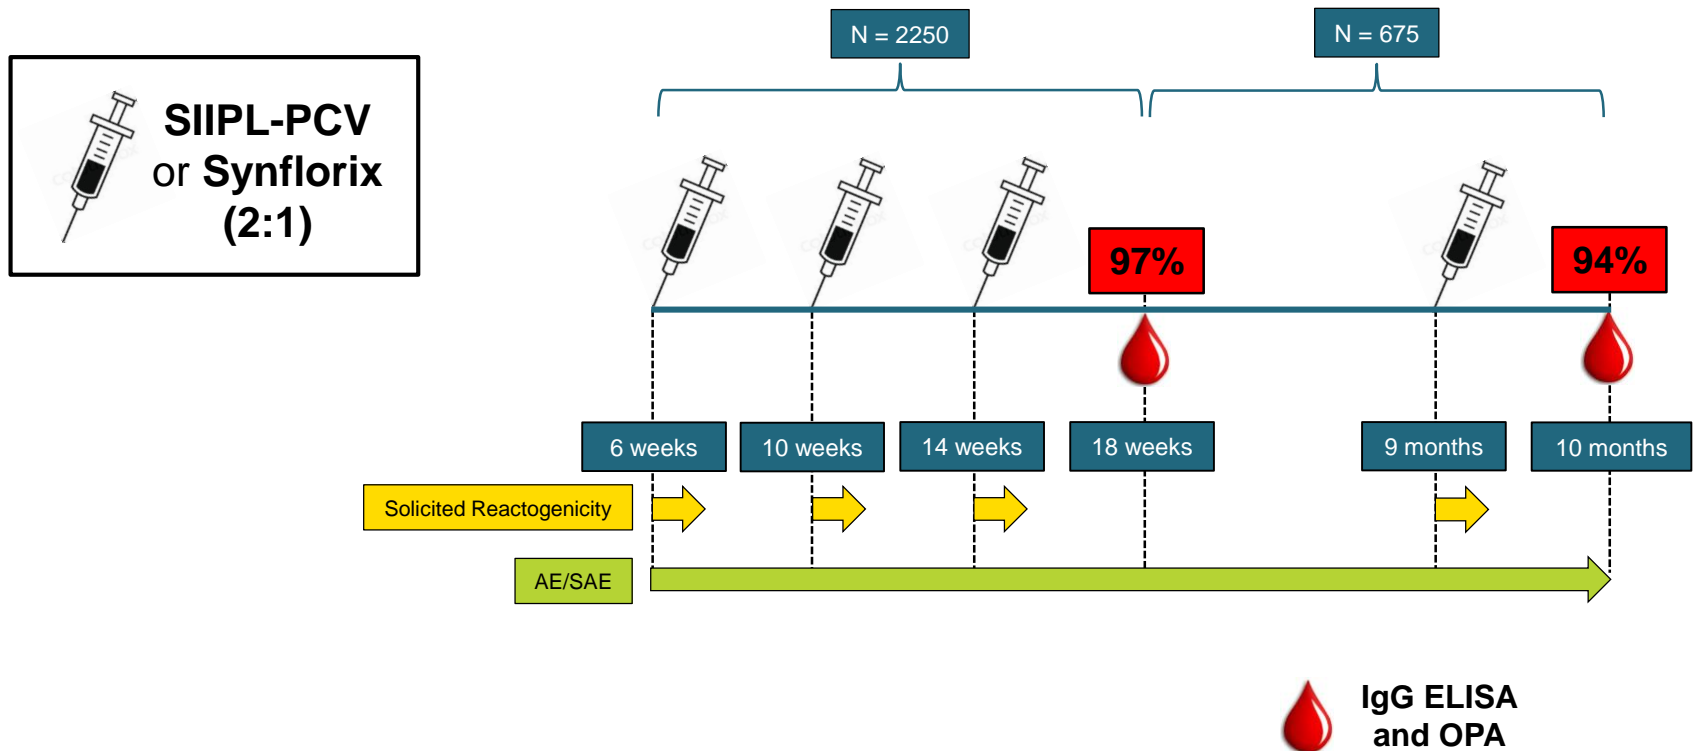 N = 2250
N = 675
SIIPL-PCV
or Synflorix
(2:1)
97%
94%
6 weeks
10 weeks
14 weeks
18 weeks
9 months
10 months
Solicited Reactogenicity
AE/SAE
IgG ELISA
and OPA